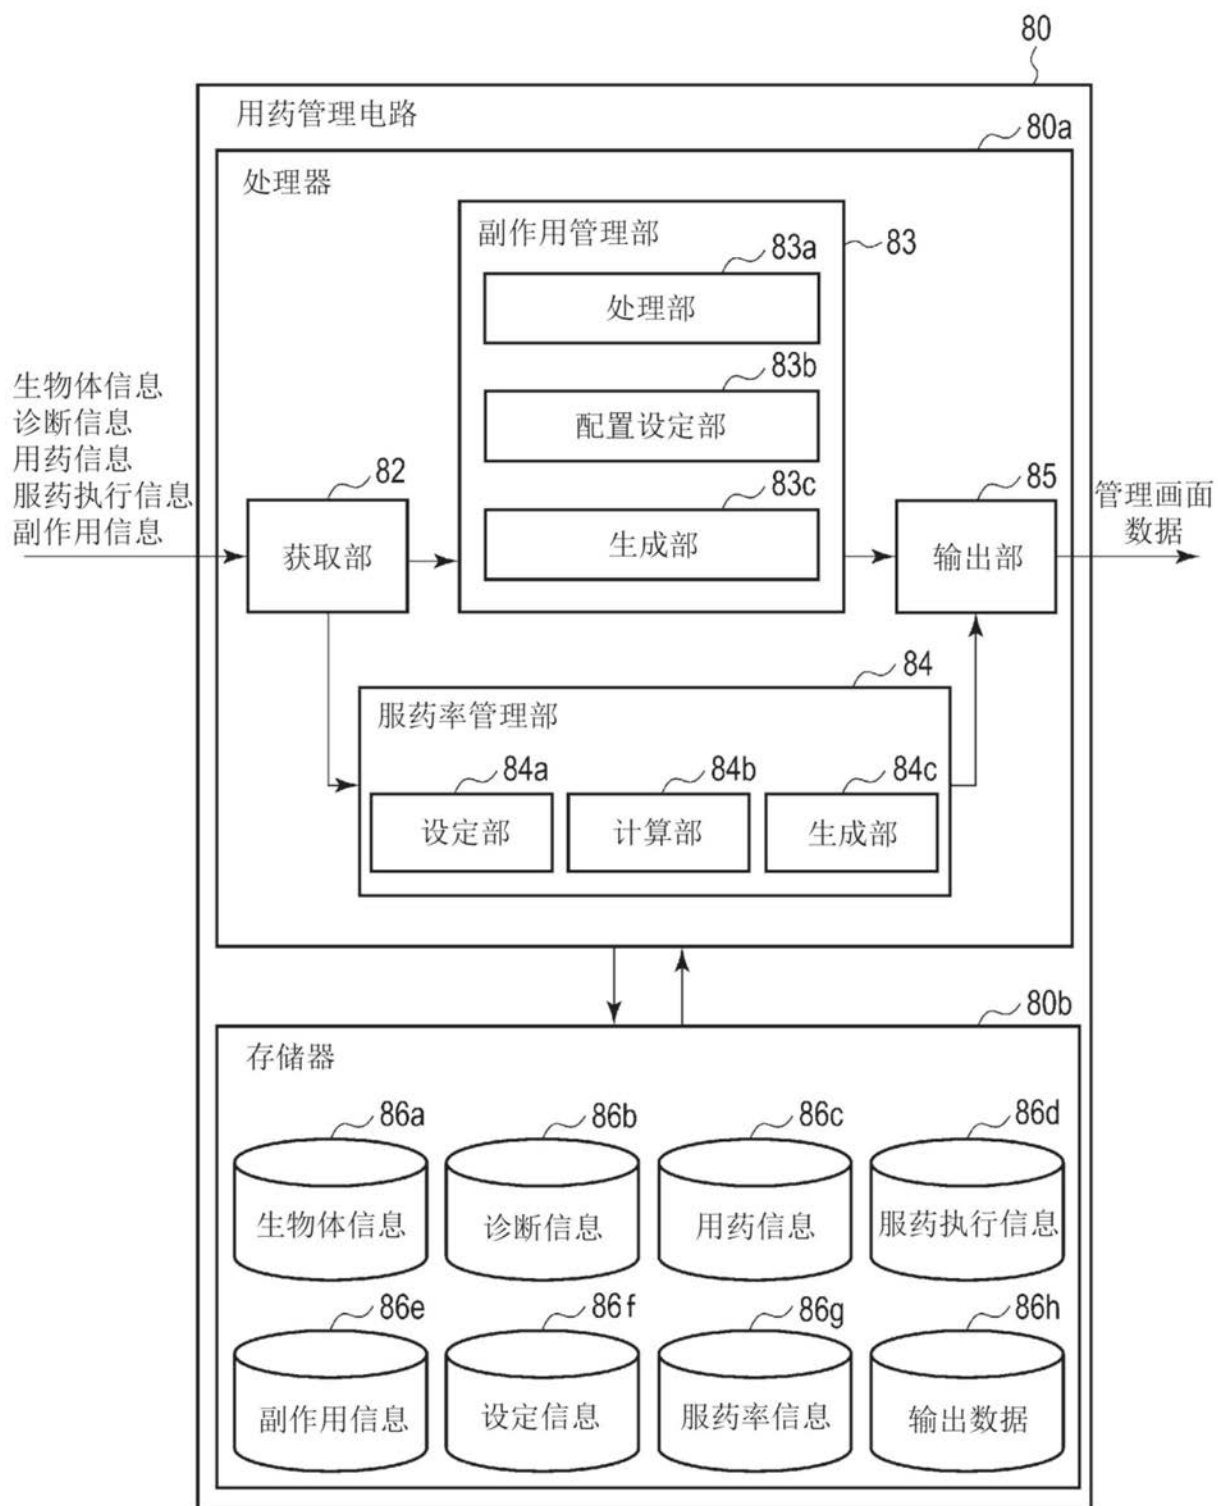 80
用药管理电路
80a
处理器
副作用管理部
83
83a
处理部
83b
配置设定部
83c
生成部
生物体信息
诊断信息
用药信息
服药执行信息
副作用信息
82
获取部
85
输出部
管理画面
数据
84
服药率管理部
84a
设定部
84b
计算部
84c
生成部
80b
存储器
86a
生物体信息
86b
诊断信息
86c
用药信息
86d
服药执行信息
86e
副作用信息
86f
设定信息
86g
服药率信息
86h
输出数据